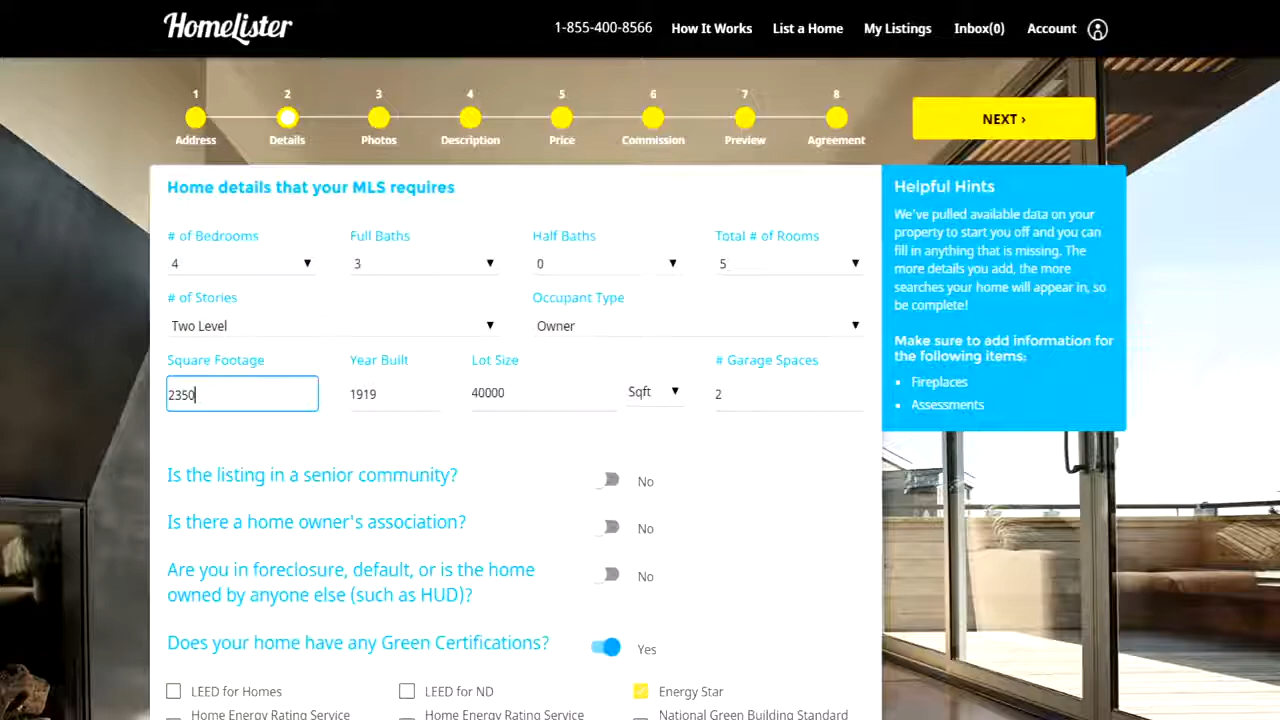 HomeLister
1-855-400-8566 How It Works List a Home My Listings Inbox(0) Account
1 2 3 4 5 6 7 8
Address Details Photos Description Price Commission Preview Agreement
NEXT ›
Home details that your MLS requires
# of Bedrooms Full Baths Half Baths Total # of Rooms
4 3 0 5
# of Stories Occupant Type
Two Level Owner
Square Footage Year Built Lot Size # Garage Spaces
2350 1919 40000 Sqft 2
Is the listing in a senior community? No
Is there a home owner's association? No
Are you in foreclosure, default, or is the home
owned by anyone else (such as HUD)? No
Does your home have any Green Certifications? Yes
LEED for Homes LEED for ND Energy Star
Home Energy Rating Service Home Energy Rating Service National Green Building Standard
Helpful Hints
We've pulled available data on your
property to start you off and you can
fill in anything that is missing. The
more details you add, the more
searches your home will appear in, so
be complete!
Make sure to add information for
the following items:
• Fireplaces
• Assessments